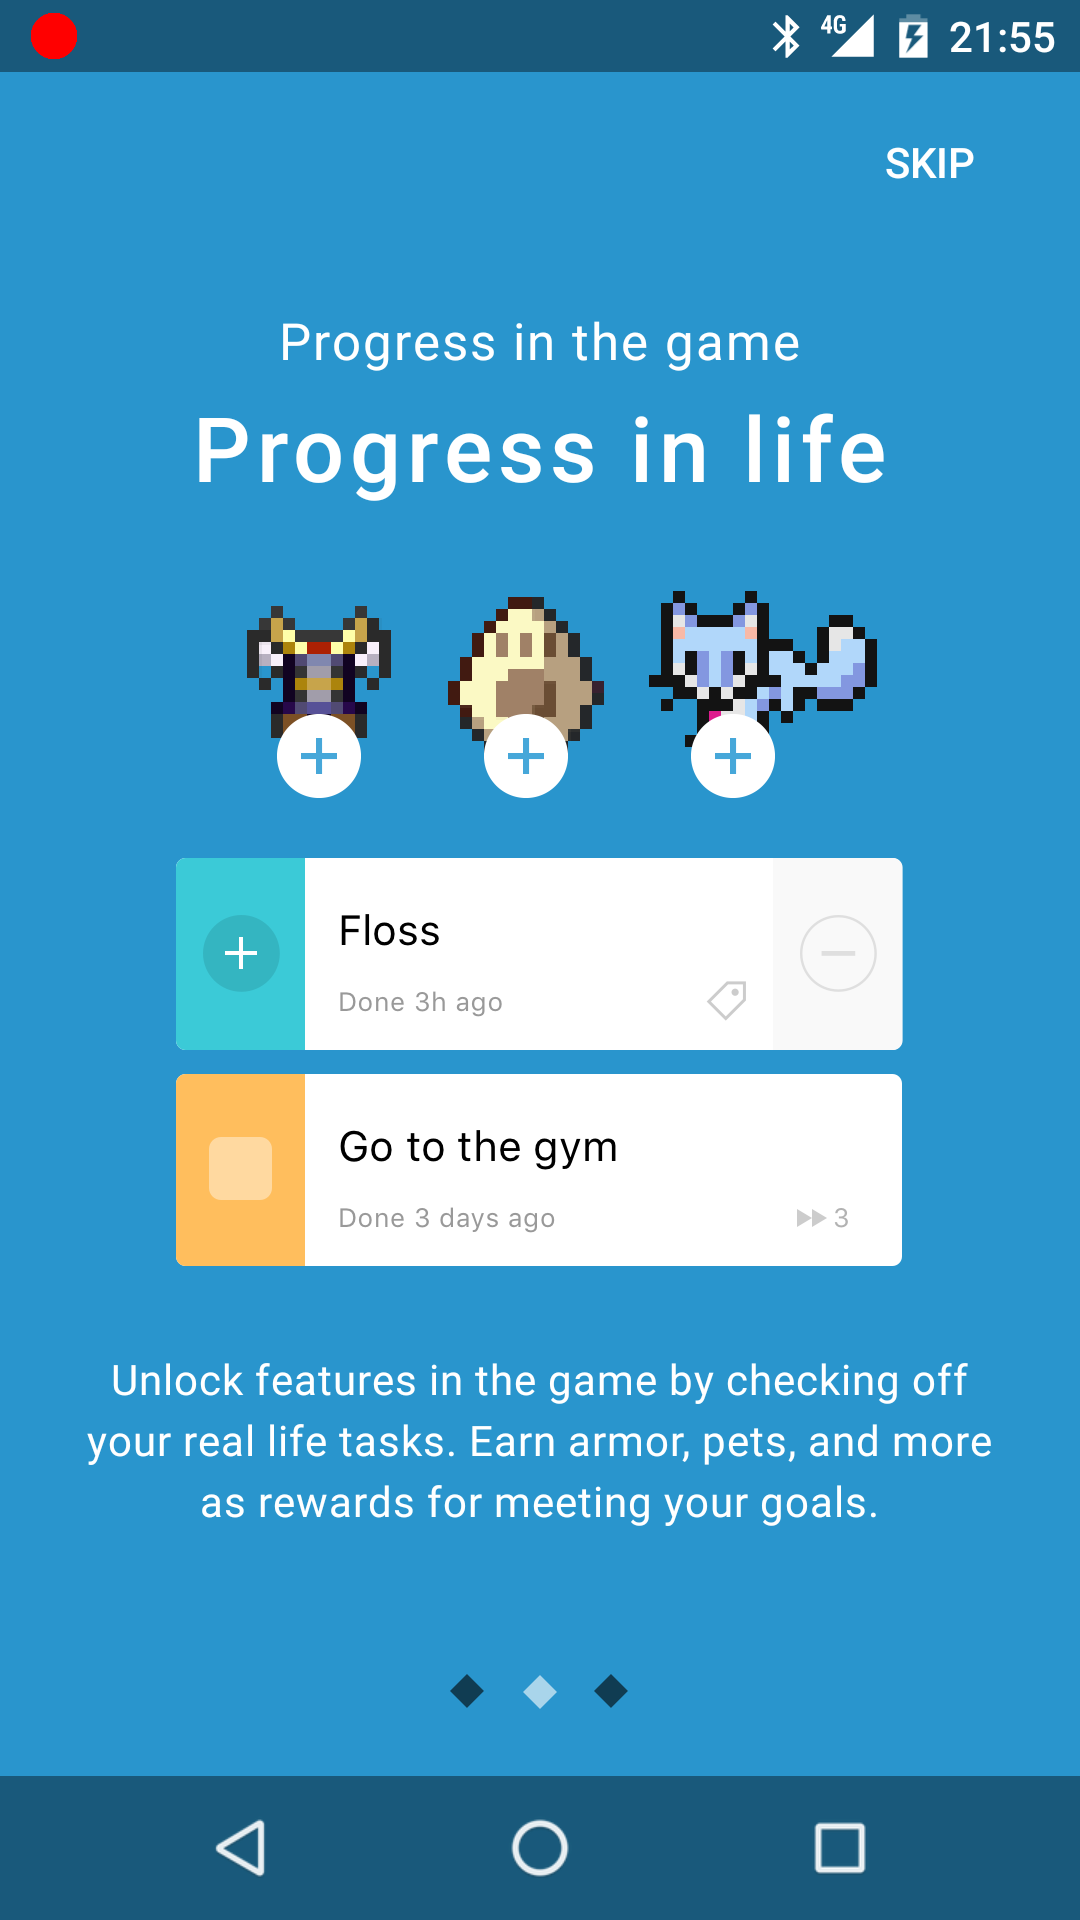 4G 21:55
SKIP
Progress in the game
Progress in life
Floss
Done 3h ago
Go to the gym
Done 3 days ago
3
Unlock features in the game by checking off
your real life tasks. Earn armor, pets, and more
as rewards for meeting your goals.